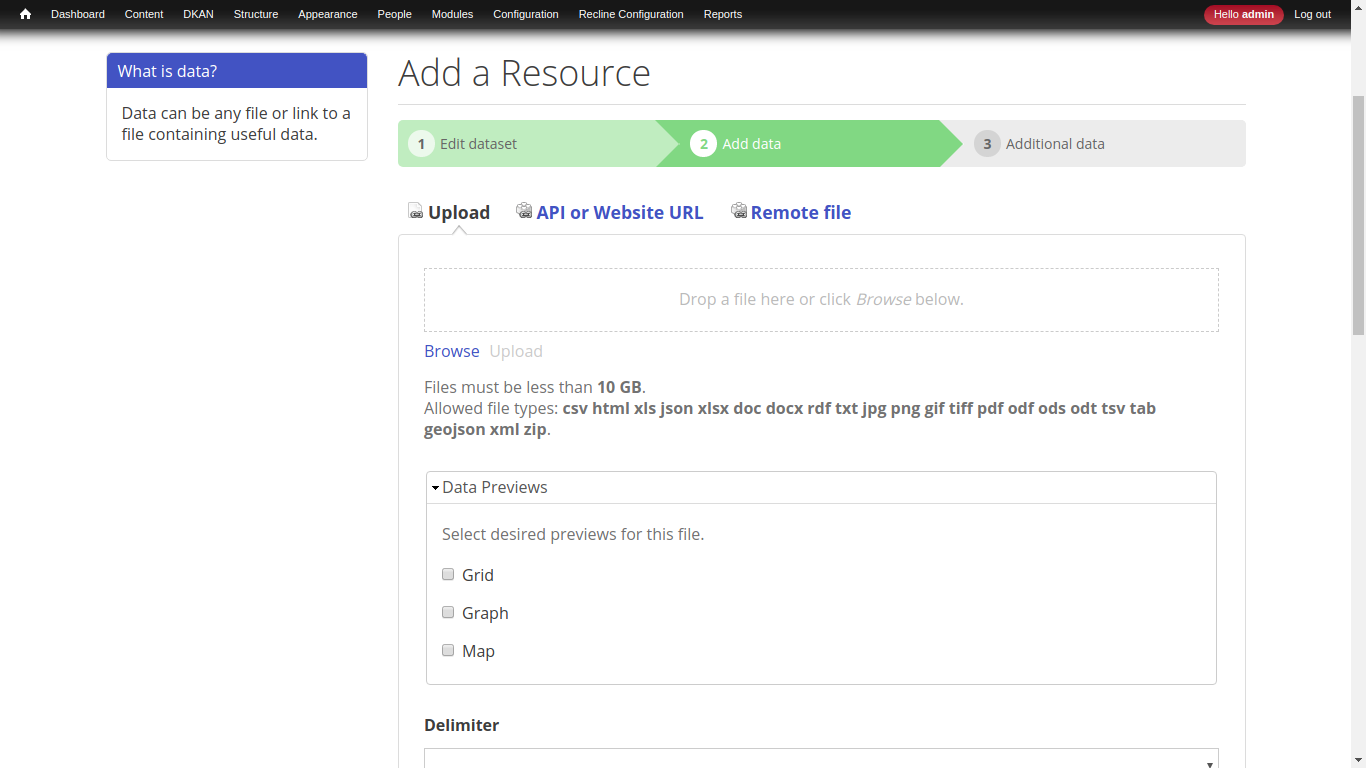 Dashboard Content DKAN Structure Appearance People Modules Configuration Recline Configuration Reports Hello admin Log out
What is data?
Data can be any file or link to a
file containing useful data.
Add a Resource
1 Edit dataset 2 Add data 3 Additional data
Upload API or Website URL Remote file
Drop a file here or click Browse below.
Browse Upload
Files must be less than 10 GB.
Allowed file types: csv html xls json xlsx doc docx rdf txt jpg png gif tiff pdf odf ods odt tsv tab
geojson xml zip.
Data Previews
Select desired previews for this file.
Grid
Graph
Map
Delimiter